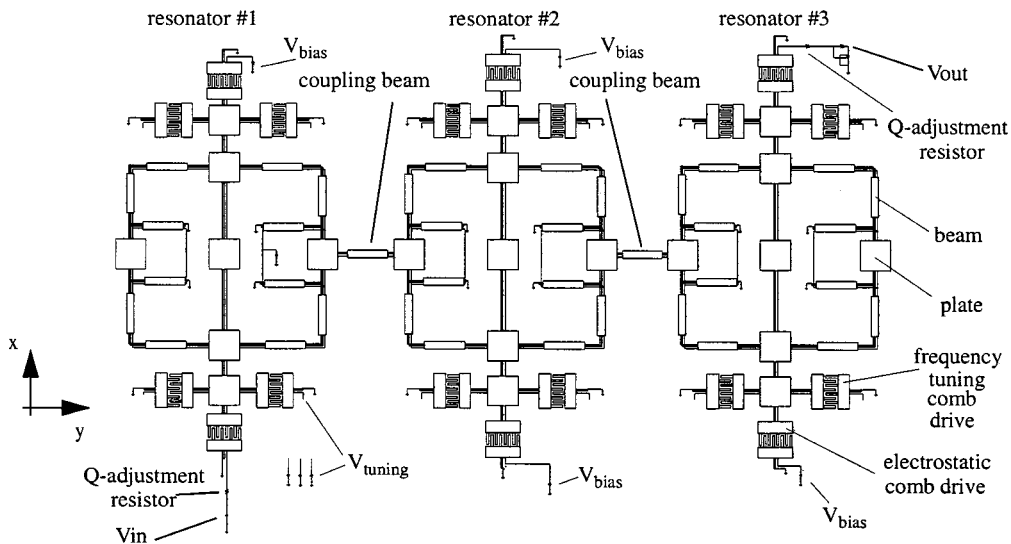 resonator #1
resonator #2
resonator #3
V_bias
V_bias
coupling beam
coupling beam
Vout
Q-adjustment
resistor
beam
plate
x
y
frequency
tuning
comb
drive
V_tuning
Q-adjustment
resistor
Vin
V_bias
electrostatic
comb drive
V_bias